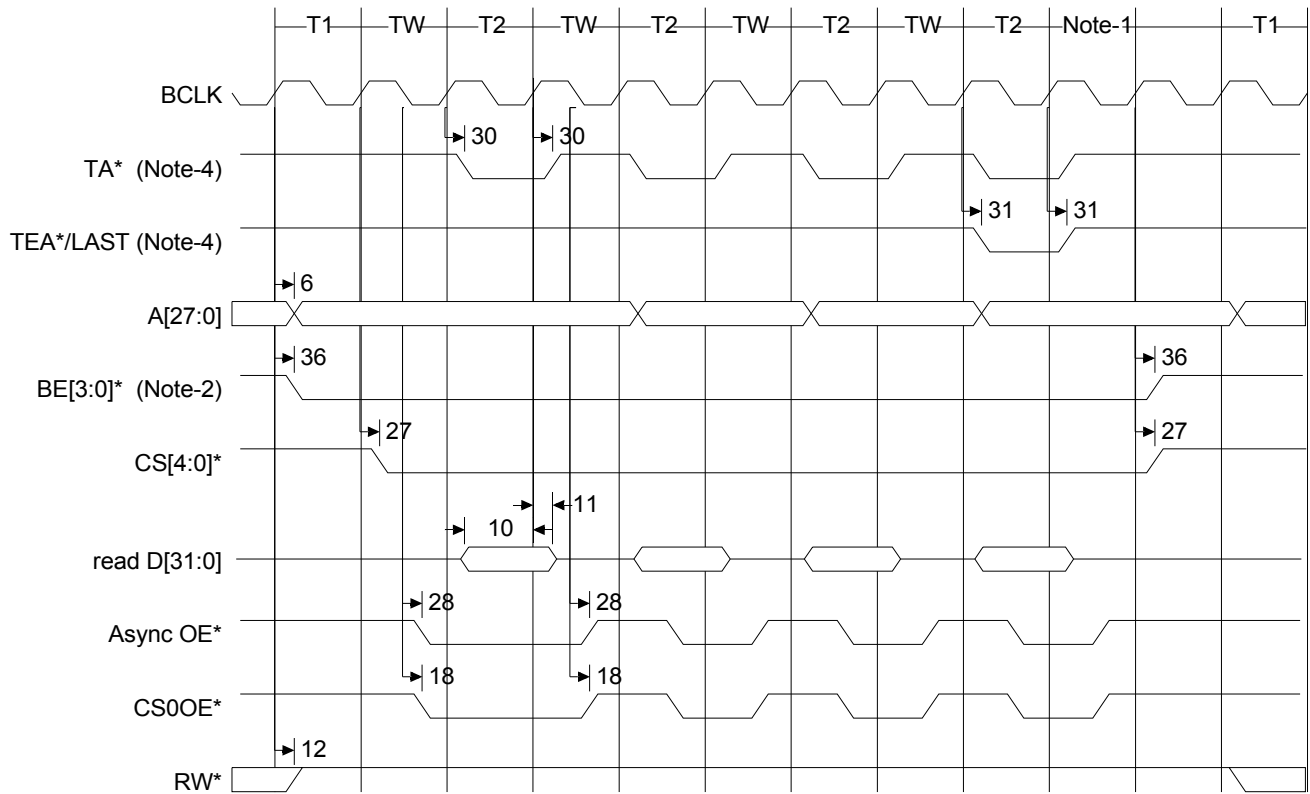 T1 TW T2 TW T2 TW T2 TW T2 Note-1 T1
BCLK
30 30
TA* (Note-4)
31 31
TEA*/LAST (Note-4)
6
A[27:0]
36 36
BE[3:0]* (Note-2)
27 27
CS[4:0]*
11
10
read D[31:0]
28 28
Async OE*
18 18
CS0OE*
12
RW*